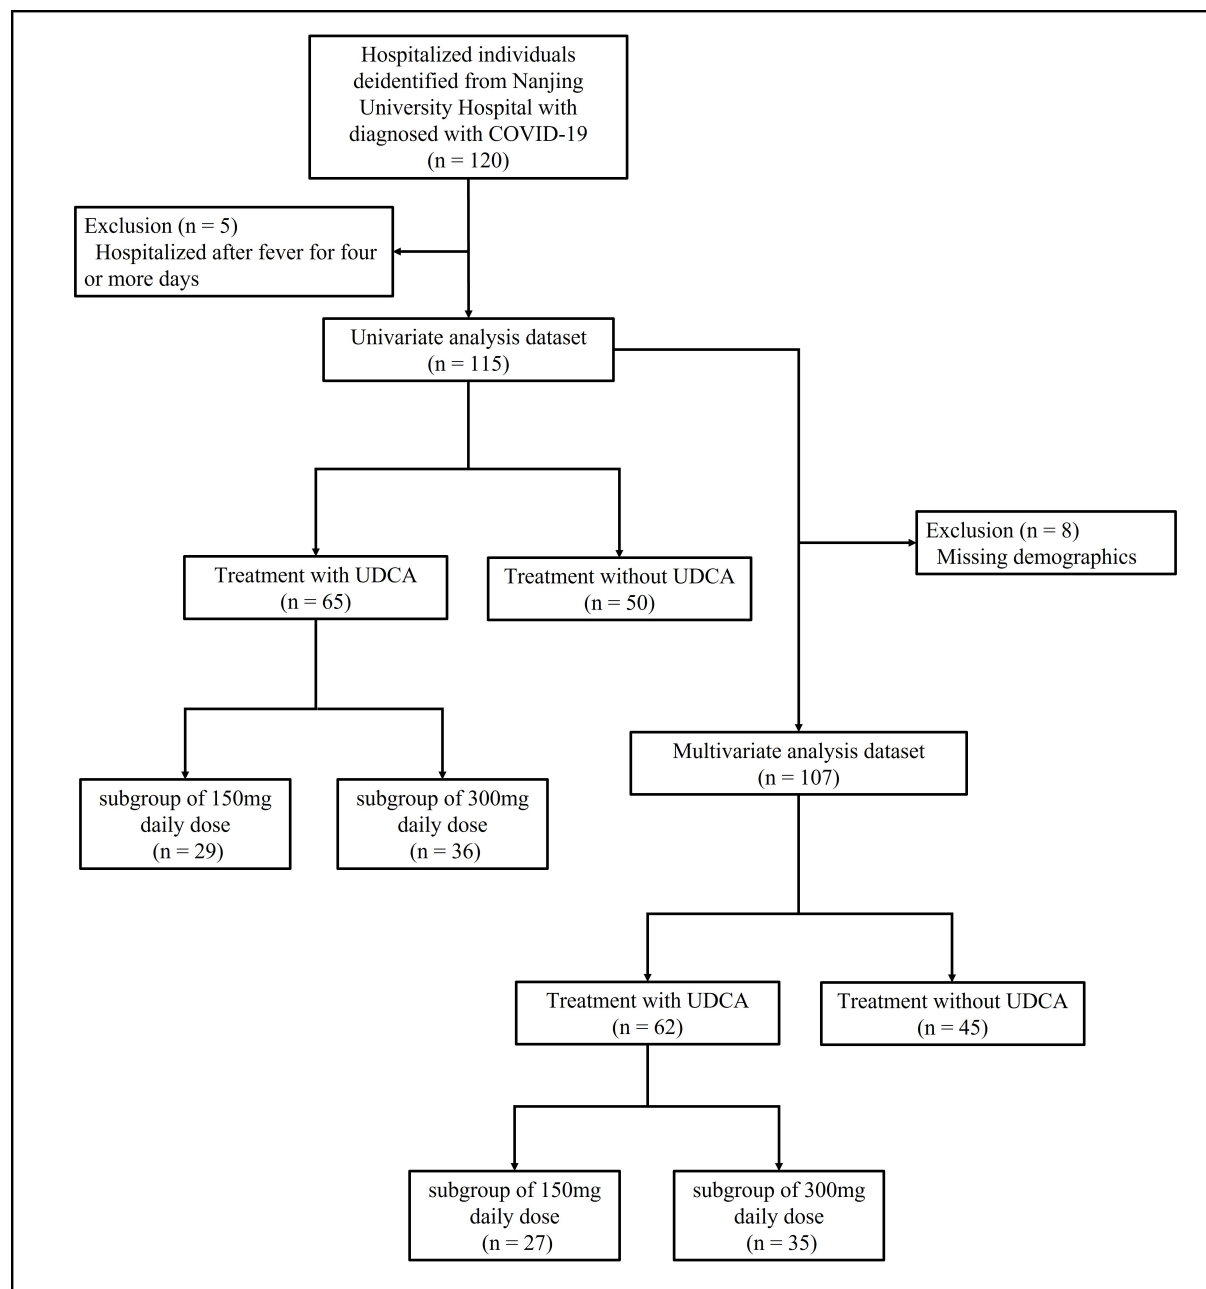 Hospitalized individuals
deidentified from Nanjing
University Hospital with
diagnosed with COVID-19
(n = 120)
Exclusion (n = 5)
Hospitalized after fever for four
or more days
Univariate analysis dataset
(n = 115)
Exclusion (n = 8)
Missing demographics
Treatment with UDCA
(n = 65)
Treatment without UDCA
(n = 50)
subgroup of 150mg
daily dose
(n = 29)
subgroup of 300mg
daily dose
(n = 36)
Multivariate analysis dataset
(n = 107)
Treatment with UDCA
(n = 62)
Treatment without UDCA
(n = 45)
subgroup of 150mg
daily dose
(n = 27)
subgroup of 300mg
daily dose
(n = 35)